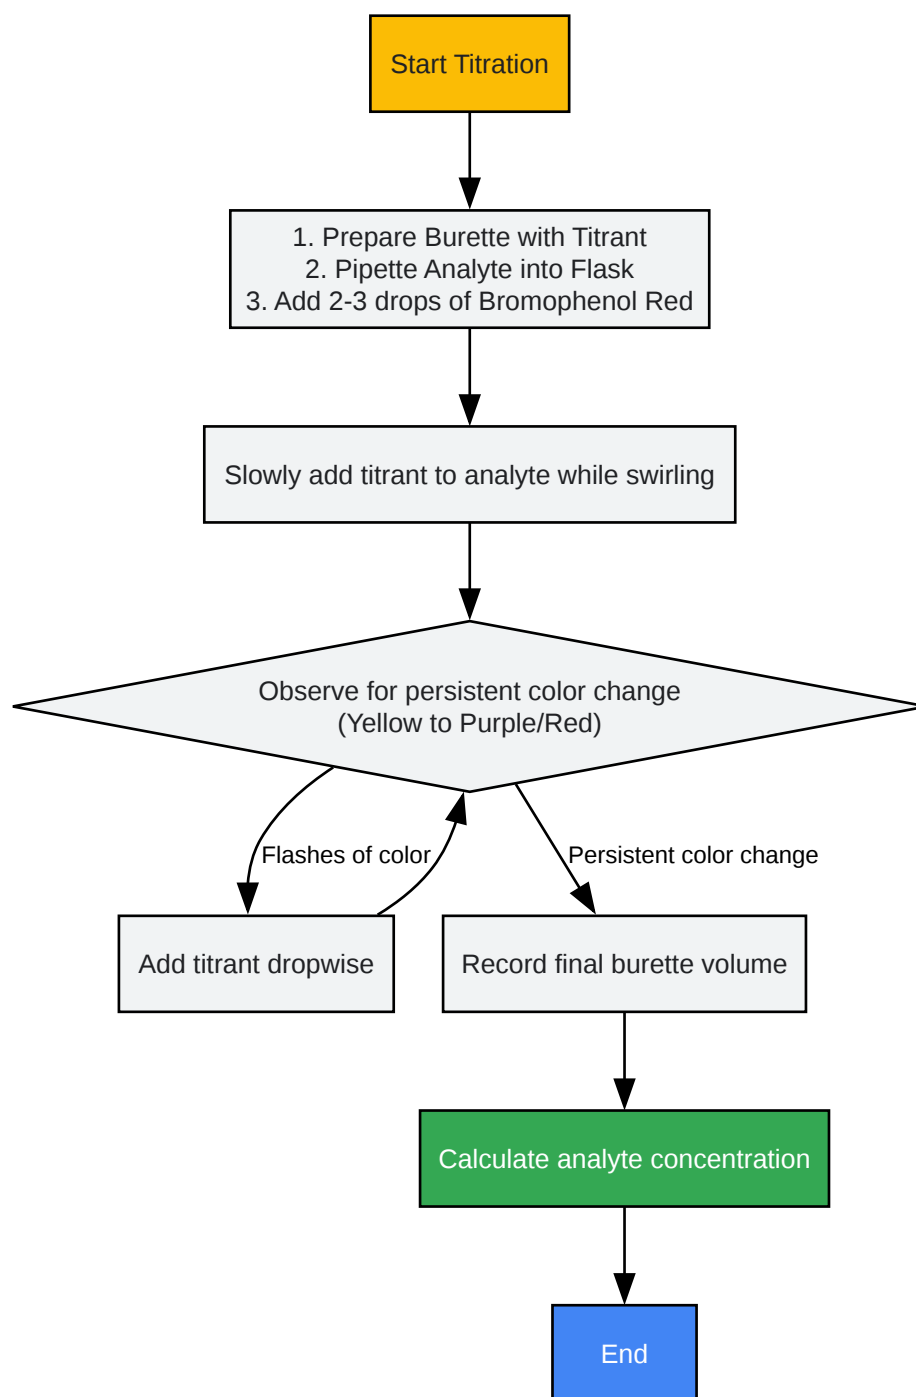 Start Titration
1. Prepare Burette with Titrant
2. Pipette Analyte into Flask
3. Add 2-3 drops of Bromophenol Red
Slowly add titrant to analyte while swirling
Observe for persistent color change
(Yellow to Purple/Red)
Flashes of color
Persistent color change
Add titrant dropwise
Record final burette volume
Calculate analyte concentration
End